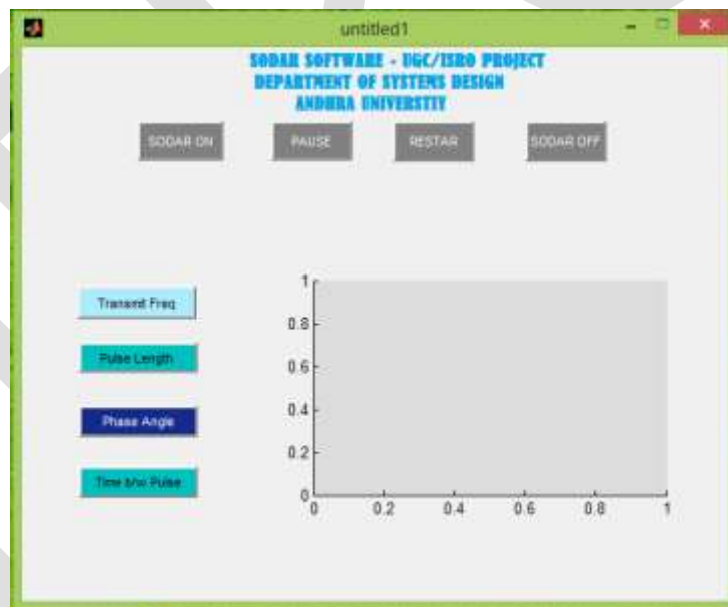 untitled1
SODAR SOFTWARE - UGC/ISRO PROJECT
DEPARTMENT OF SYSTEMS DESIGN
ANDHRA UNIVERSTIY
SODAR ON PAUSE RESTAR SODAR OFF
Transmit Freq
Pulse Length
Phase Angle
Time b/w Pulse
1
0.8
0.6
0.4
0.2
0
0 0.2 0.4 0.6 0.8 1